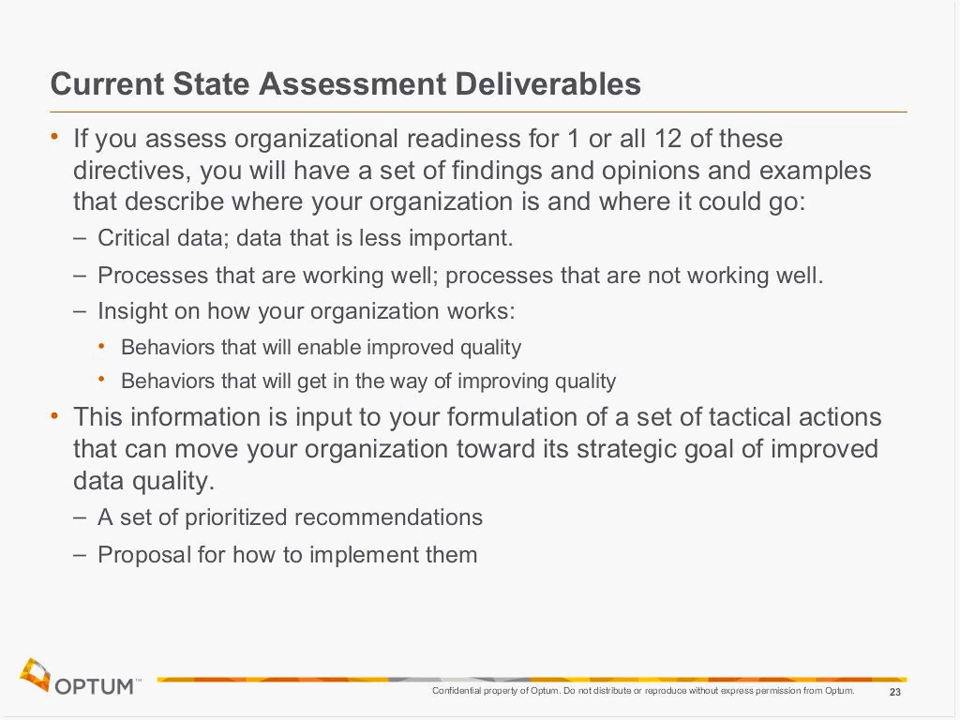 Current State Assessment Deliverables
• If you assess organizational readiness for 1 or all 12 of these
directives, you will have a set of findings and opinions and examples
that describe where your organization is and where it could go:
– Critical data; data that is less important.
– Processes that are working well; processes that are not working well.
– Insight on how your organization works:
• Behaviors that will enable improved quality
• Behaviors that will get in the way of improving quality
• This information is input to your formulation of a set of tactical actions
that can move your organization toward its strategic goal of improved
data quality.
– A set of prioritized recommendations
– Proposal for how to implement them
OPTUM™
Confidential property of Optum. Do not distribute or reproduce without express permission from Optum.
23